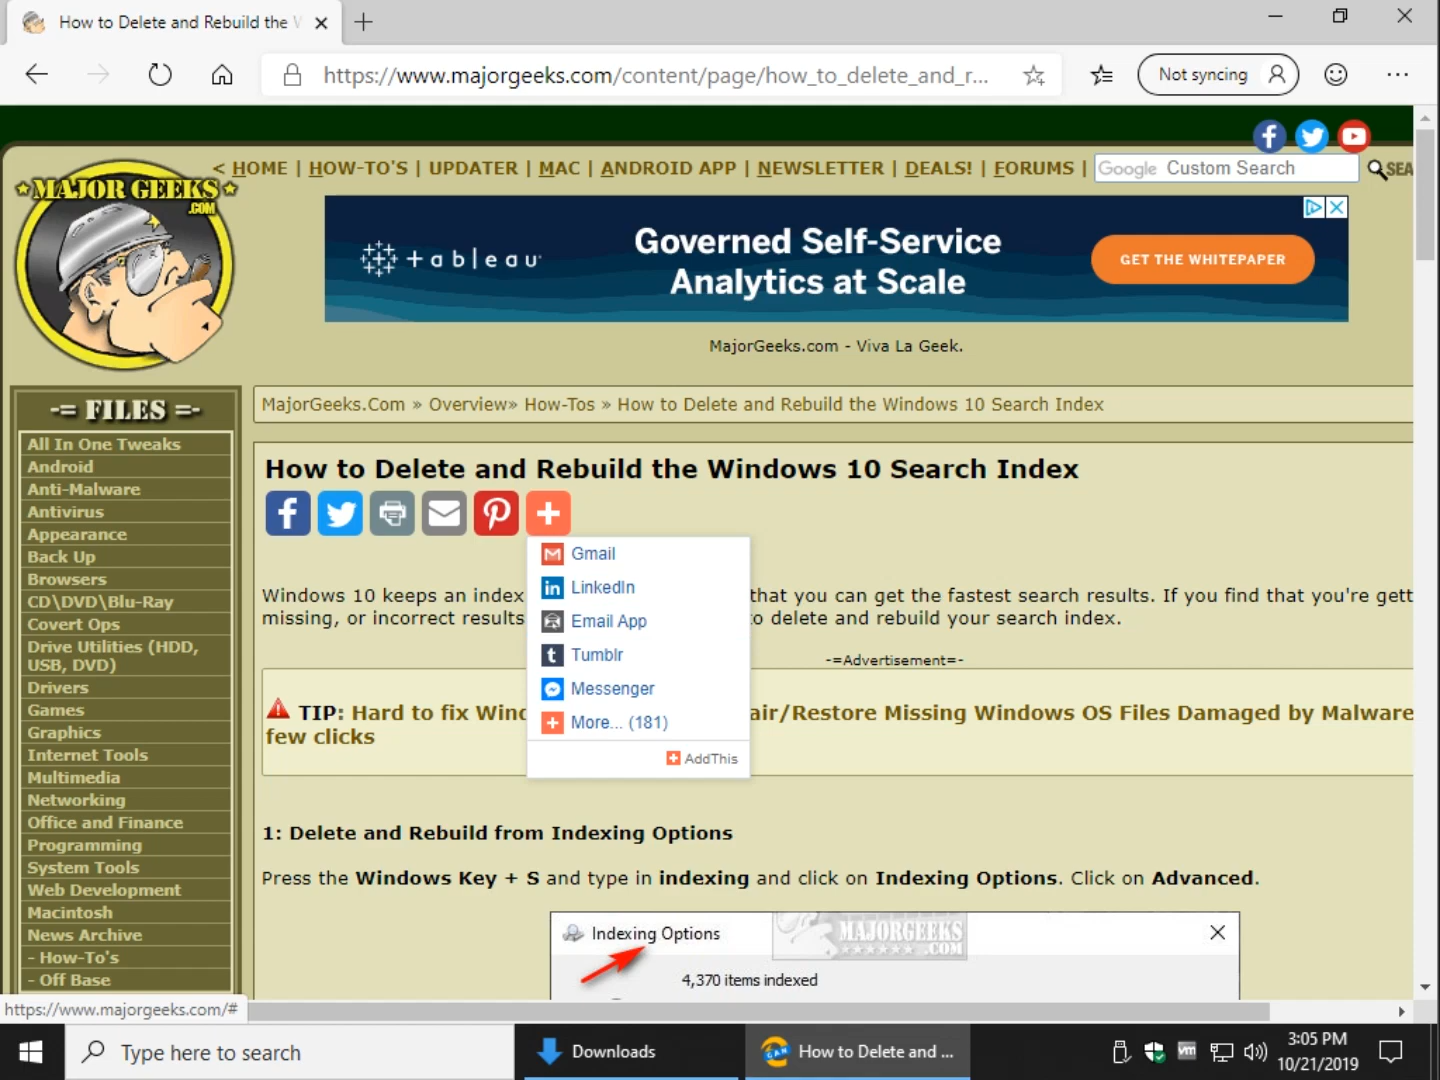 How to Delete and Rebuild the
https://www.majorgeeks.com/content/page/how_to_delete_and_r...
Not syncing
MAJOR GEEKS
.COM
< HOME | HOW-TO'S | UPDATER | MAC | ANDROID APP | NEWSLETTER | DEALS! | FORUMS |
Google Custom Search
SEA
+ a b l e a u
Governed Self-Service
Analytics at Scale
GET THE WHITEPAPER
MajorGeeks.com - Viva La Geek.
-= FILES =-
All In One Tweaks
Android
Anti-Malware
Antivirus
Appearance
Back Up
Browsers
CD\DVD\Blu-Ray
Covert Ops
Drive Utilities (HDD,
USB, DVD)
Drivers
Games
Graphics
Internet Tools
Multimedia
Networking
Office and Finance
Programming
System Tools
Web Development
Macintosh
News Archive
- How-To's
- Off Base
MajorGeeks.Com » Overview» How-Tos » How to Delete and Rebuild the Windows 10 Search Index
How to Delete and Rebuild the Windows 10 Search Index
Gmail
LinkedIn
Email App
Tumblr
Messenger
More... (181)
AddThis
Windows 10 keeps an index that you can get the fastest search results. If you find that you're gett
missing, or incorrect results o delete and rebuild your search index.
-=Advertisement=-
TIP: Hard to fix Wind air/Restore Missing Windows OS Files Damaged by Malware
few clicks
1: Delete and Rebuild from Indexing Options
Press the Windows Key + S and type in indexing and click on Indexing Options. Click on Advanced.
Indexing Options
MAJORGEEKS
.COM
4,370 items indexed
https://www.majorgeeks.com/#
Type here to search
Downloads
How to Delete and ...
vm
3:05 PM
10/21/2019